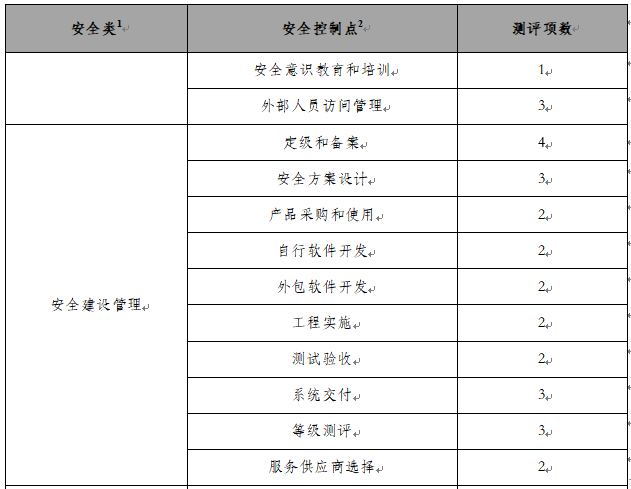 安全类1 安全控制点2 测评项数
安全意识教育和培训 1
外部人员访问管理 3
定级和备案 4
安全方案设计 3
产品采购和使用 2
自行软件开发 2
外包软件开发 2
安全建设管理
工程实施 2
测试验收 2
系统交付 3
等级测评 3
服务供应商选择 2